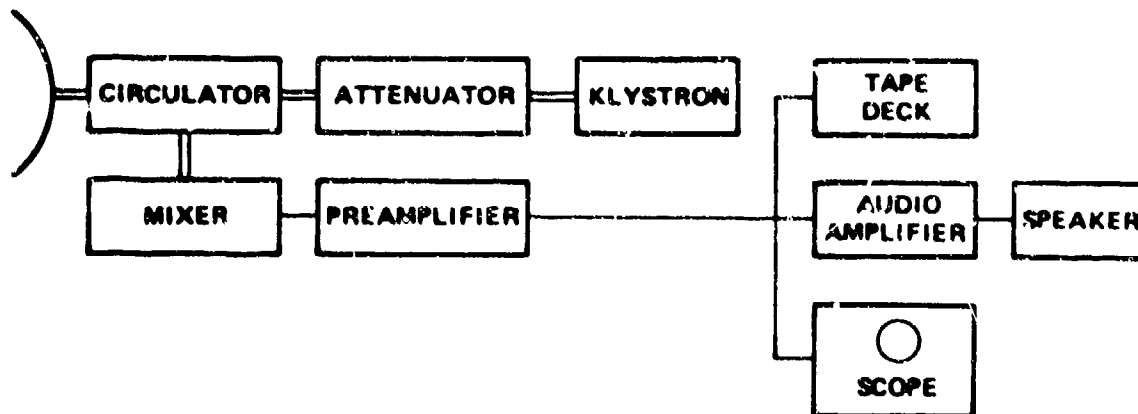 CIRCULATOR
ATTENUATOR
KLYSTRON
TAPE
DECK
MIXER
PREAMPLIFIER
AUDIO
AMPLIFIER
SPEAKER
SCOPE